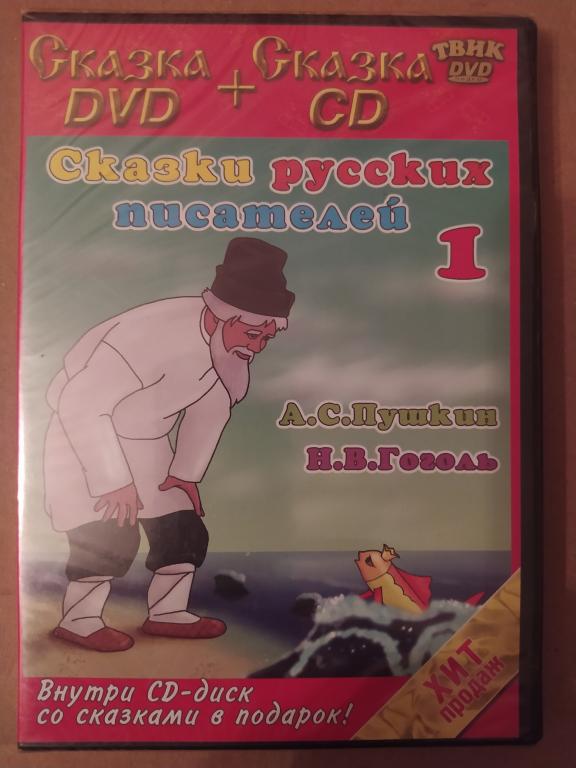 Сказка DVD + Сказка CD
ТВИК
DVD
Сказки русских
писателей
1
А.С.Пушкин
Н.В.Гоголь
ХИТ
продаж
Внутри CD-диск
со сказками в подарок!